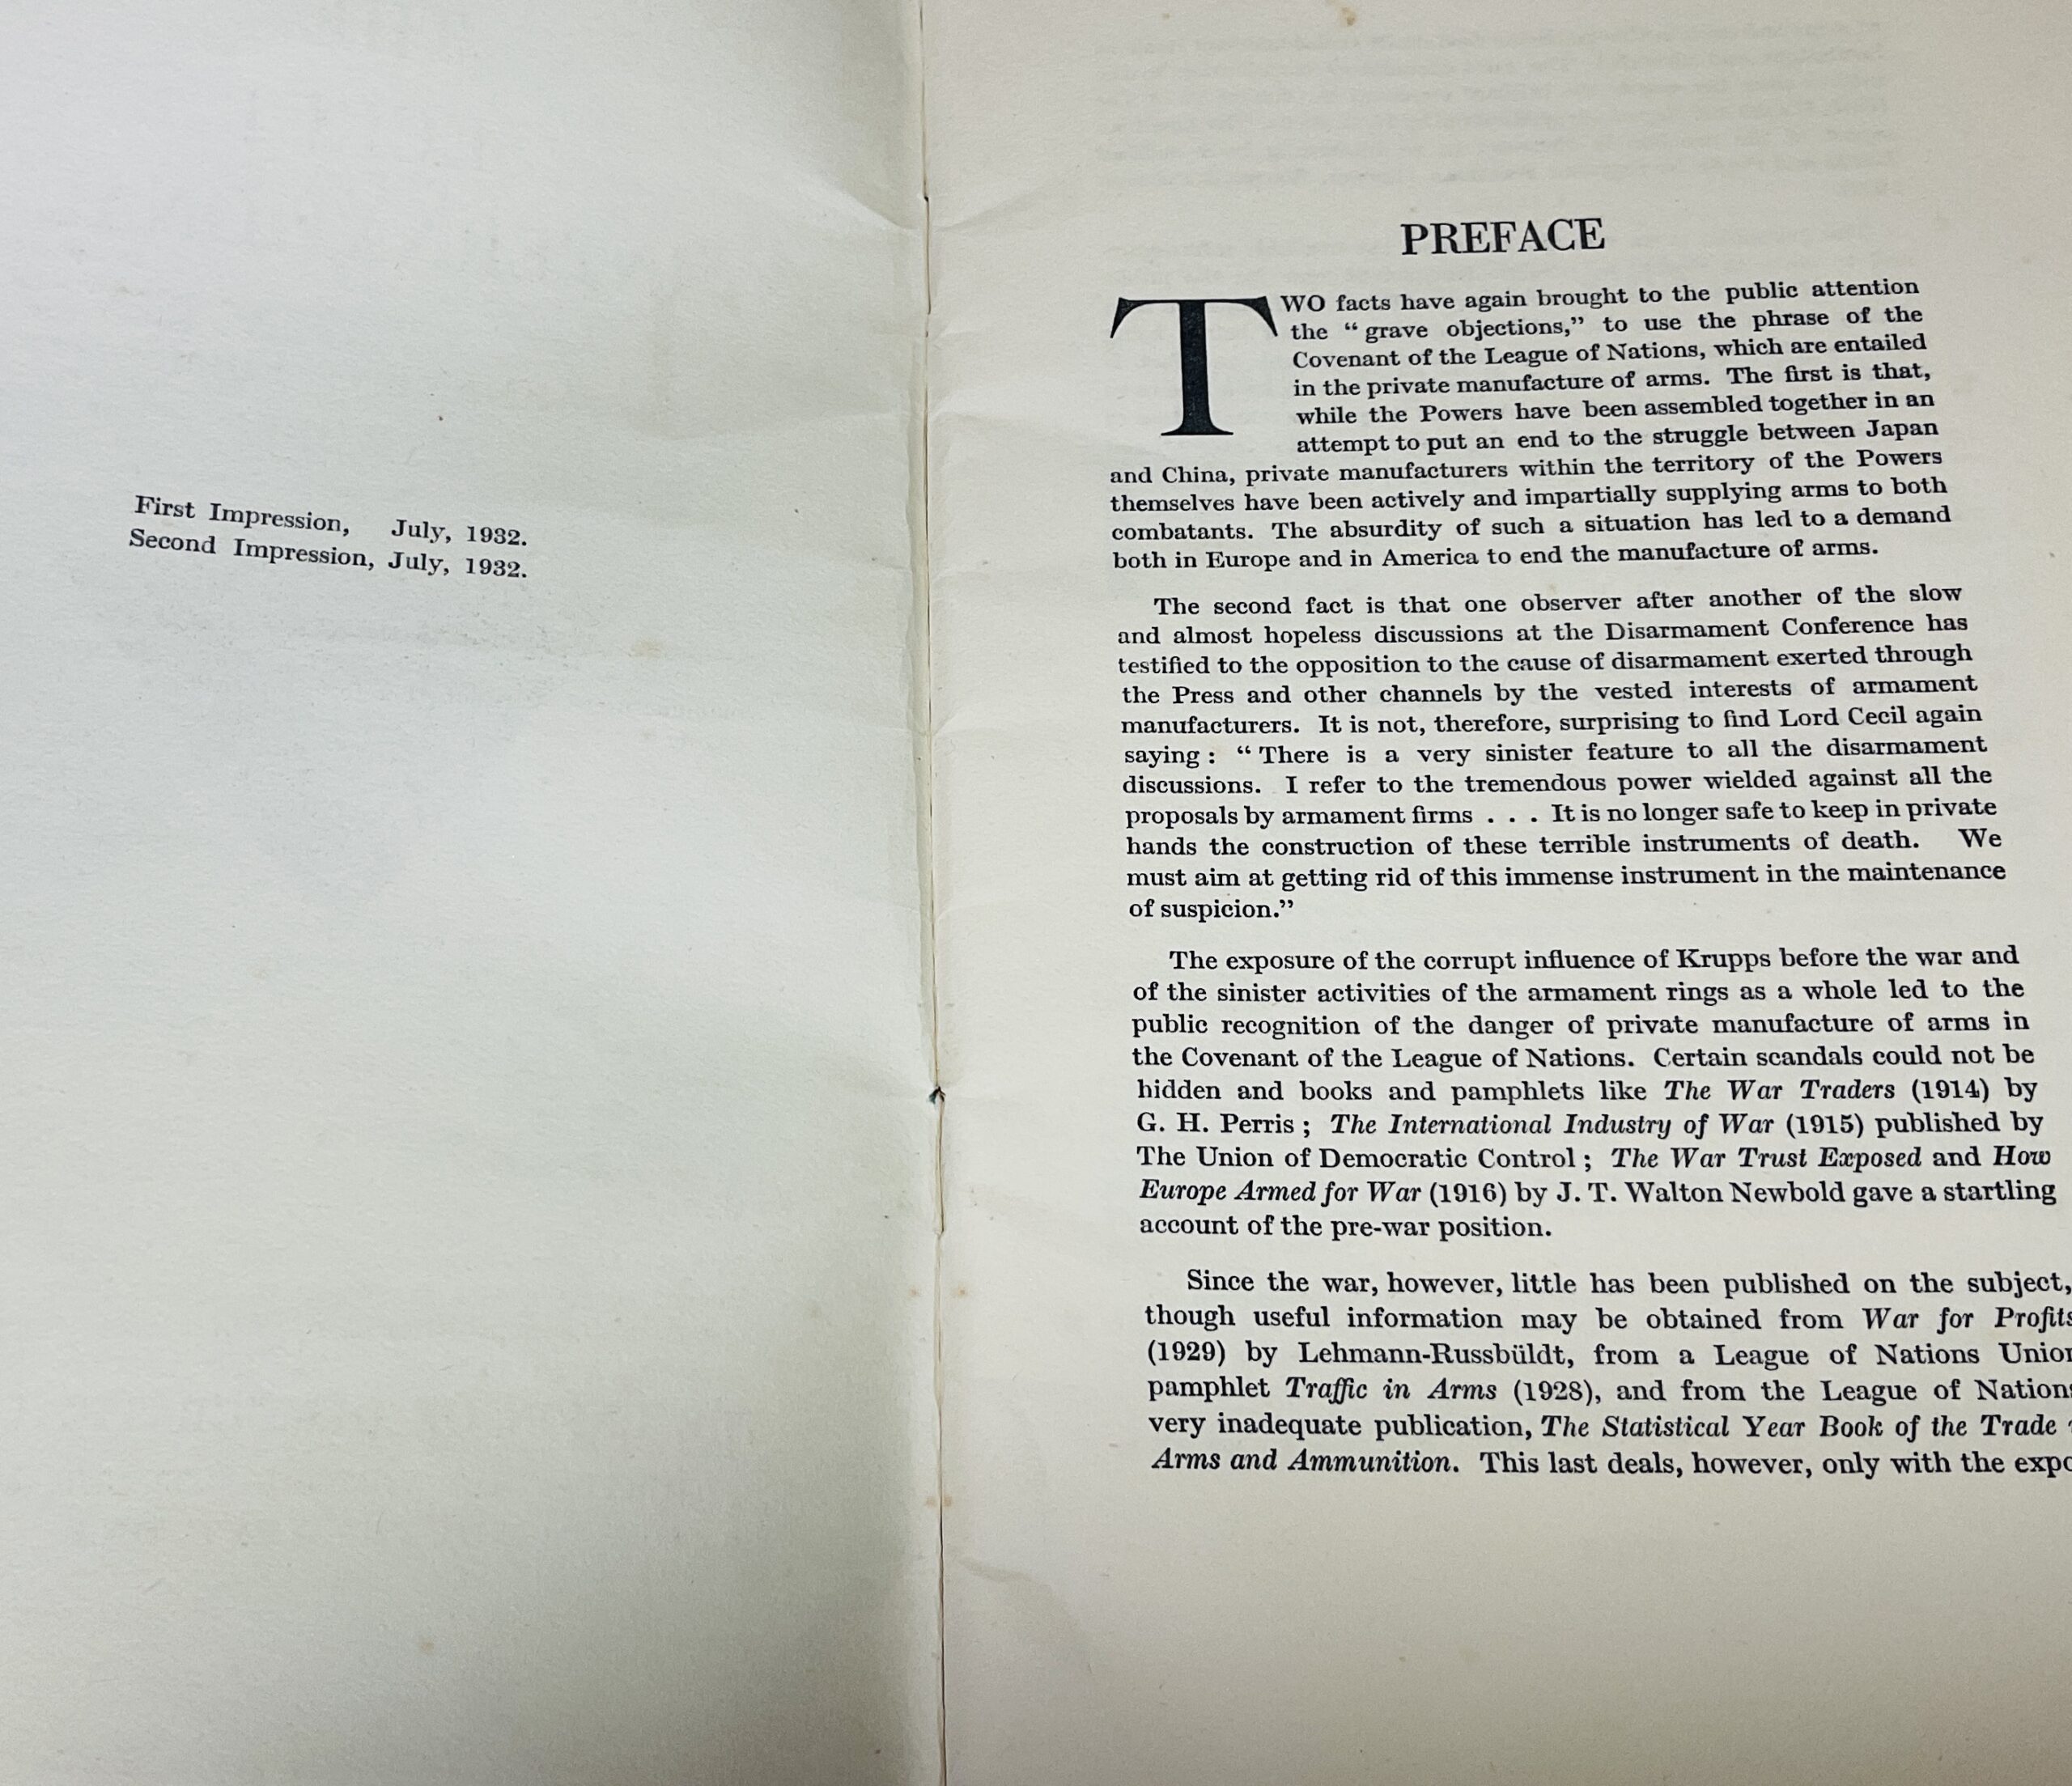 First Impression, July, 1932.
Second Impression, July, 1932.
PREFACE
TWO facts have again brought to the public attention
the “ grave objections,” to use the phrase of the
Covenant of the League of Nations, which are entailed
in the private manufacture of arms. The first is that,
while the Powers have been assembled together in an
attempt to put an end to the struggle between Japan
and China, private manufacturers within the territory of the Powers
themselves have been actively and impartially supplying arms to both
combatants. The absurdity of such a situation has led to a demand
both in Europe and in America to end the manufacture of arms.
The second fact is that one observer after another of the slow
and almost hopeless discussions at the Disarmament Conference has
testified to the opposition to the cause of disarmament exerted through
the Press and other channels by the vested interests of armament
manufacturers. It is not, therefore, surprising to find Lord Cecil again
saying : “ There is a very sinister feature to all the disarmament
discussions. I refer to the tremendous power wielded against all the
proposals by armament firms . . . It is no longer safe to keep in private
hands the construction of these terrible instruments of death. We
must aim at getting rid of this immense instrument in the maintenance
of suspicion.”
The exposure of the corrupt influence of Krupps before the war and
of the sinister activities of the armament rings as a whole led to the
public recognition of the danger of private manufacture of arms in
the Covenant of the League of Nations. Certain scandals could not be
hidden and books and pamphlets like The War Traders (1914) by
G. H. Perris ; The International Industry of War (1915) published by
The Union of Democratic Control ; The War Trust Exposed and How
Europe Armed for War (1916) by J. T. Walton Newbold gave a startling
account of the pre-war position.
Since the war, however, little has been published on the subject,
though useful information may be obtained from War for Profits
(1929) by Lehmann-Russbüldt, from a League of Nations Union
pamphlet Traffic in Arms (1928), and from the League of Nations
very inadequate publication, The Statistical Year Book of the Trade
Arms and Ammunition. This last deals, however, only with the